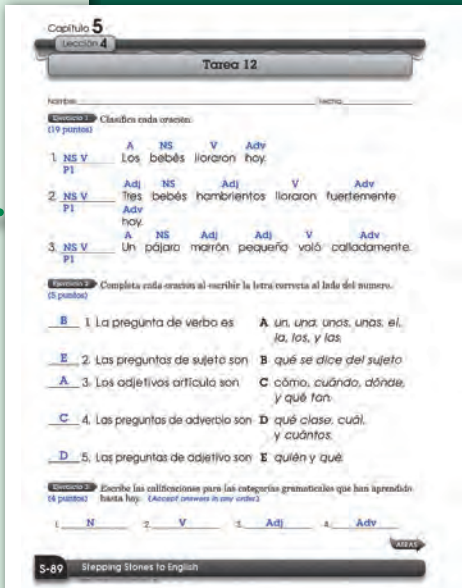 Capítulo 5
Lección 4
Tarea 12
Nombre: Fecha:
Ejercicio 1 Clasifica cada oración.
(19 puntos)
A NS V Adv
1. NS V Los bebés lloraron hoy.
P1
Adj NS Adj V Adv
2. NS V Tres bebés hambrientos lloraron fuertemente
P1 Adv
hoy.
A NS Adj Adj V Adv
3. NS V Un pájaro marrón pequeño voló calladamente.
P1
Ejercicio 2 Completa cada oración al escribir la letra correcta al lado del número.
(5 puntos)
B 1. La pregunta de verbo es A un, una, unos, unas, el,
la, los, y las.
E 2. Las preguntas de sujeto son B qué se dice del sujeto
A 3. Los adjetivos artículo son C cómo, cuándo, dónde,
y qué tan.
C 4. Las preguntas de adverbio son D qué clase, cuál,
y cuántos.
D 5. Las preguntas de adjetivo son E quién y qué.
Ejercicio 3 Escribe las calificaciones para las categorías gramaticales que has aprendido
(4 puntos) hasta hoy. (Accept answers in any order.)
1. N 2. V 3. Adj 4. Adv
S-89 Stepping Stones to English